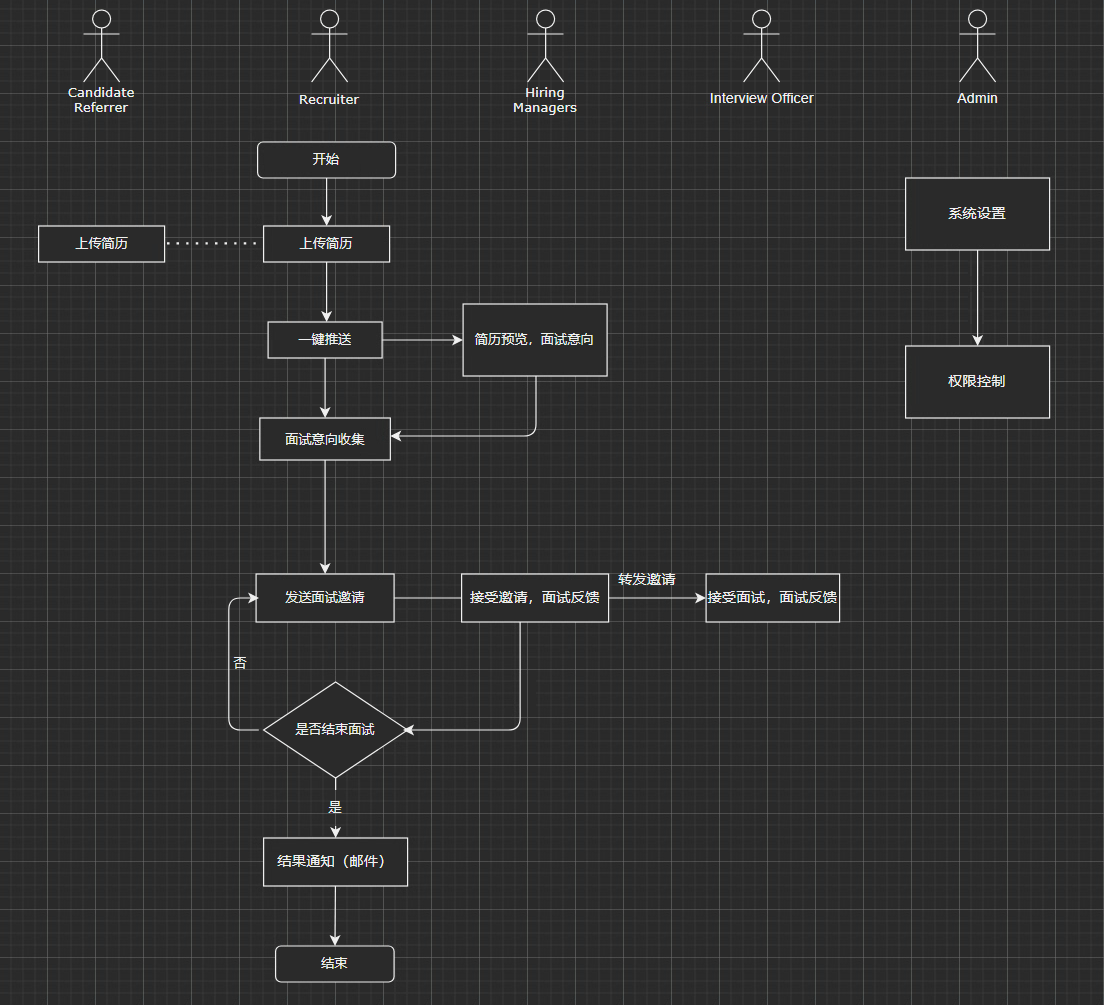 Candidate
Referrer
Recruiter
Hiring
Managers
Interview Officer
Admin
开始
系统设置
上传简历
上传简历
一键推送
简历预览，面试意向
权限控制
面试意向收集
转发邀请
发送面试邀请
接受邀请，面试反馈
接受面试，面试反馈
否
是否结束面试
是
结果通知（邮件）
结束